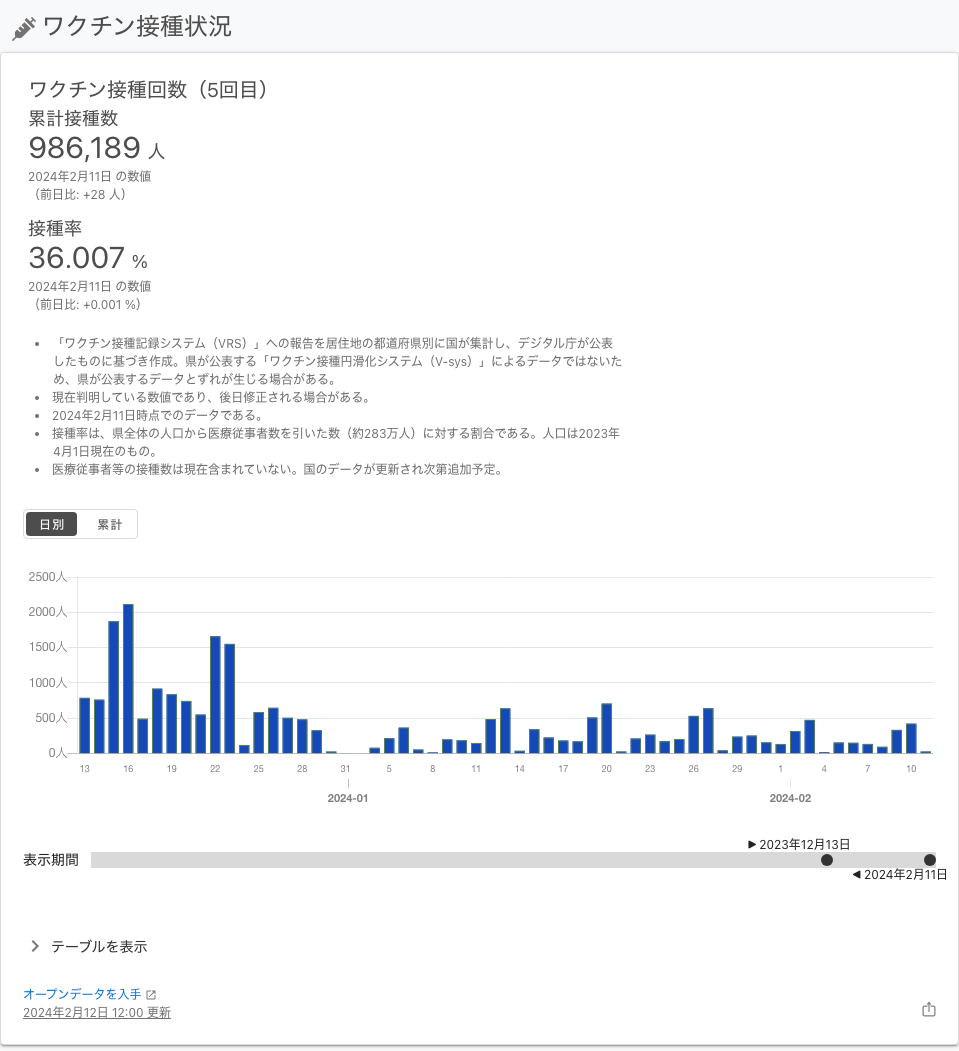 ワクチン接種状況
ワクチン接種回数（5回目）
累計接種数
986,189 人
2024年2月11日 の数値
（前日比: +28 人）
接種率
36.007 %
2024年2月11日 の数値
（前日比: +0.001 %）
• 「ワクチン接種記録システム（VRS）」への報告を居住地の都道府県別に国が集計し、デジタル庁が公表
したものに基づき作成。県が公表する「ワクチン接種円滑化システム（V-sys）」によるデータではないた
め、県が公表するデータとずれが生じる場合がある。
• 現在判明している数値であり、後日修正される場合がある。
• 2024年2月11日時点でのデータである。
• 接種率は、県全体の人口から医療従事者数を引いた数（約283万人）に対する割合である。人口は2023年
4月1日現在のもの。
• 医療従事者等の接種数は現在含まれていない。国のデータが更新され次第追加予定。
日別 累計
2500人
2000人
1500人
1000人
500人
0人
13 16 19 22 25 28 31 5 8 11 14 17 20 23 26 29 1 4 7 10
2024-01 2024-02
2023年12月13日
表示期間
2024年2月11日
テーブルを表示
オープンデータを入手
2024年2月12日 12:00 更新